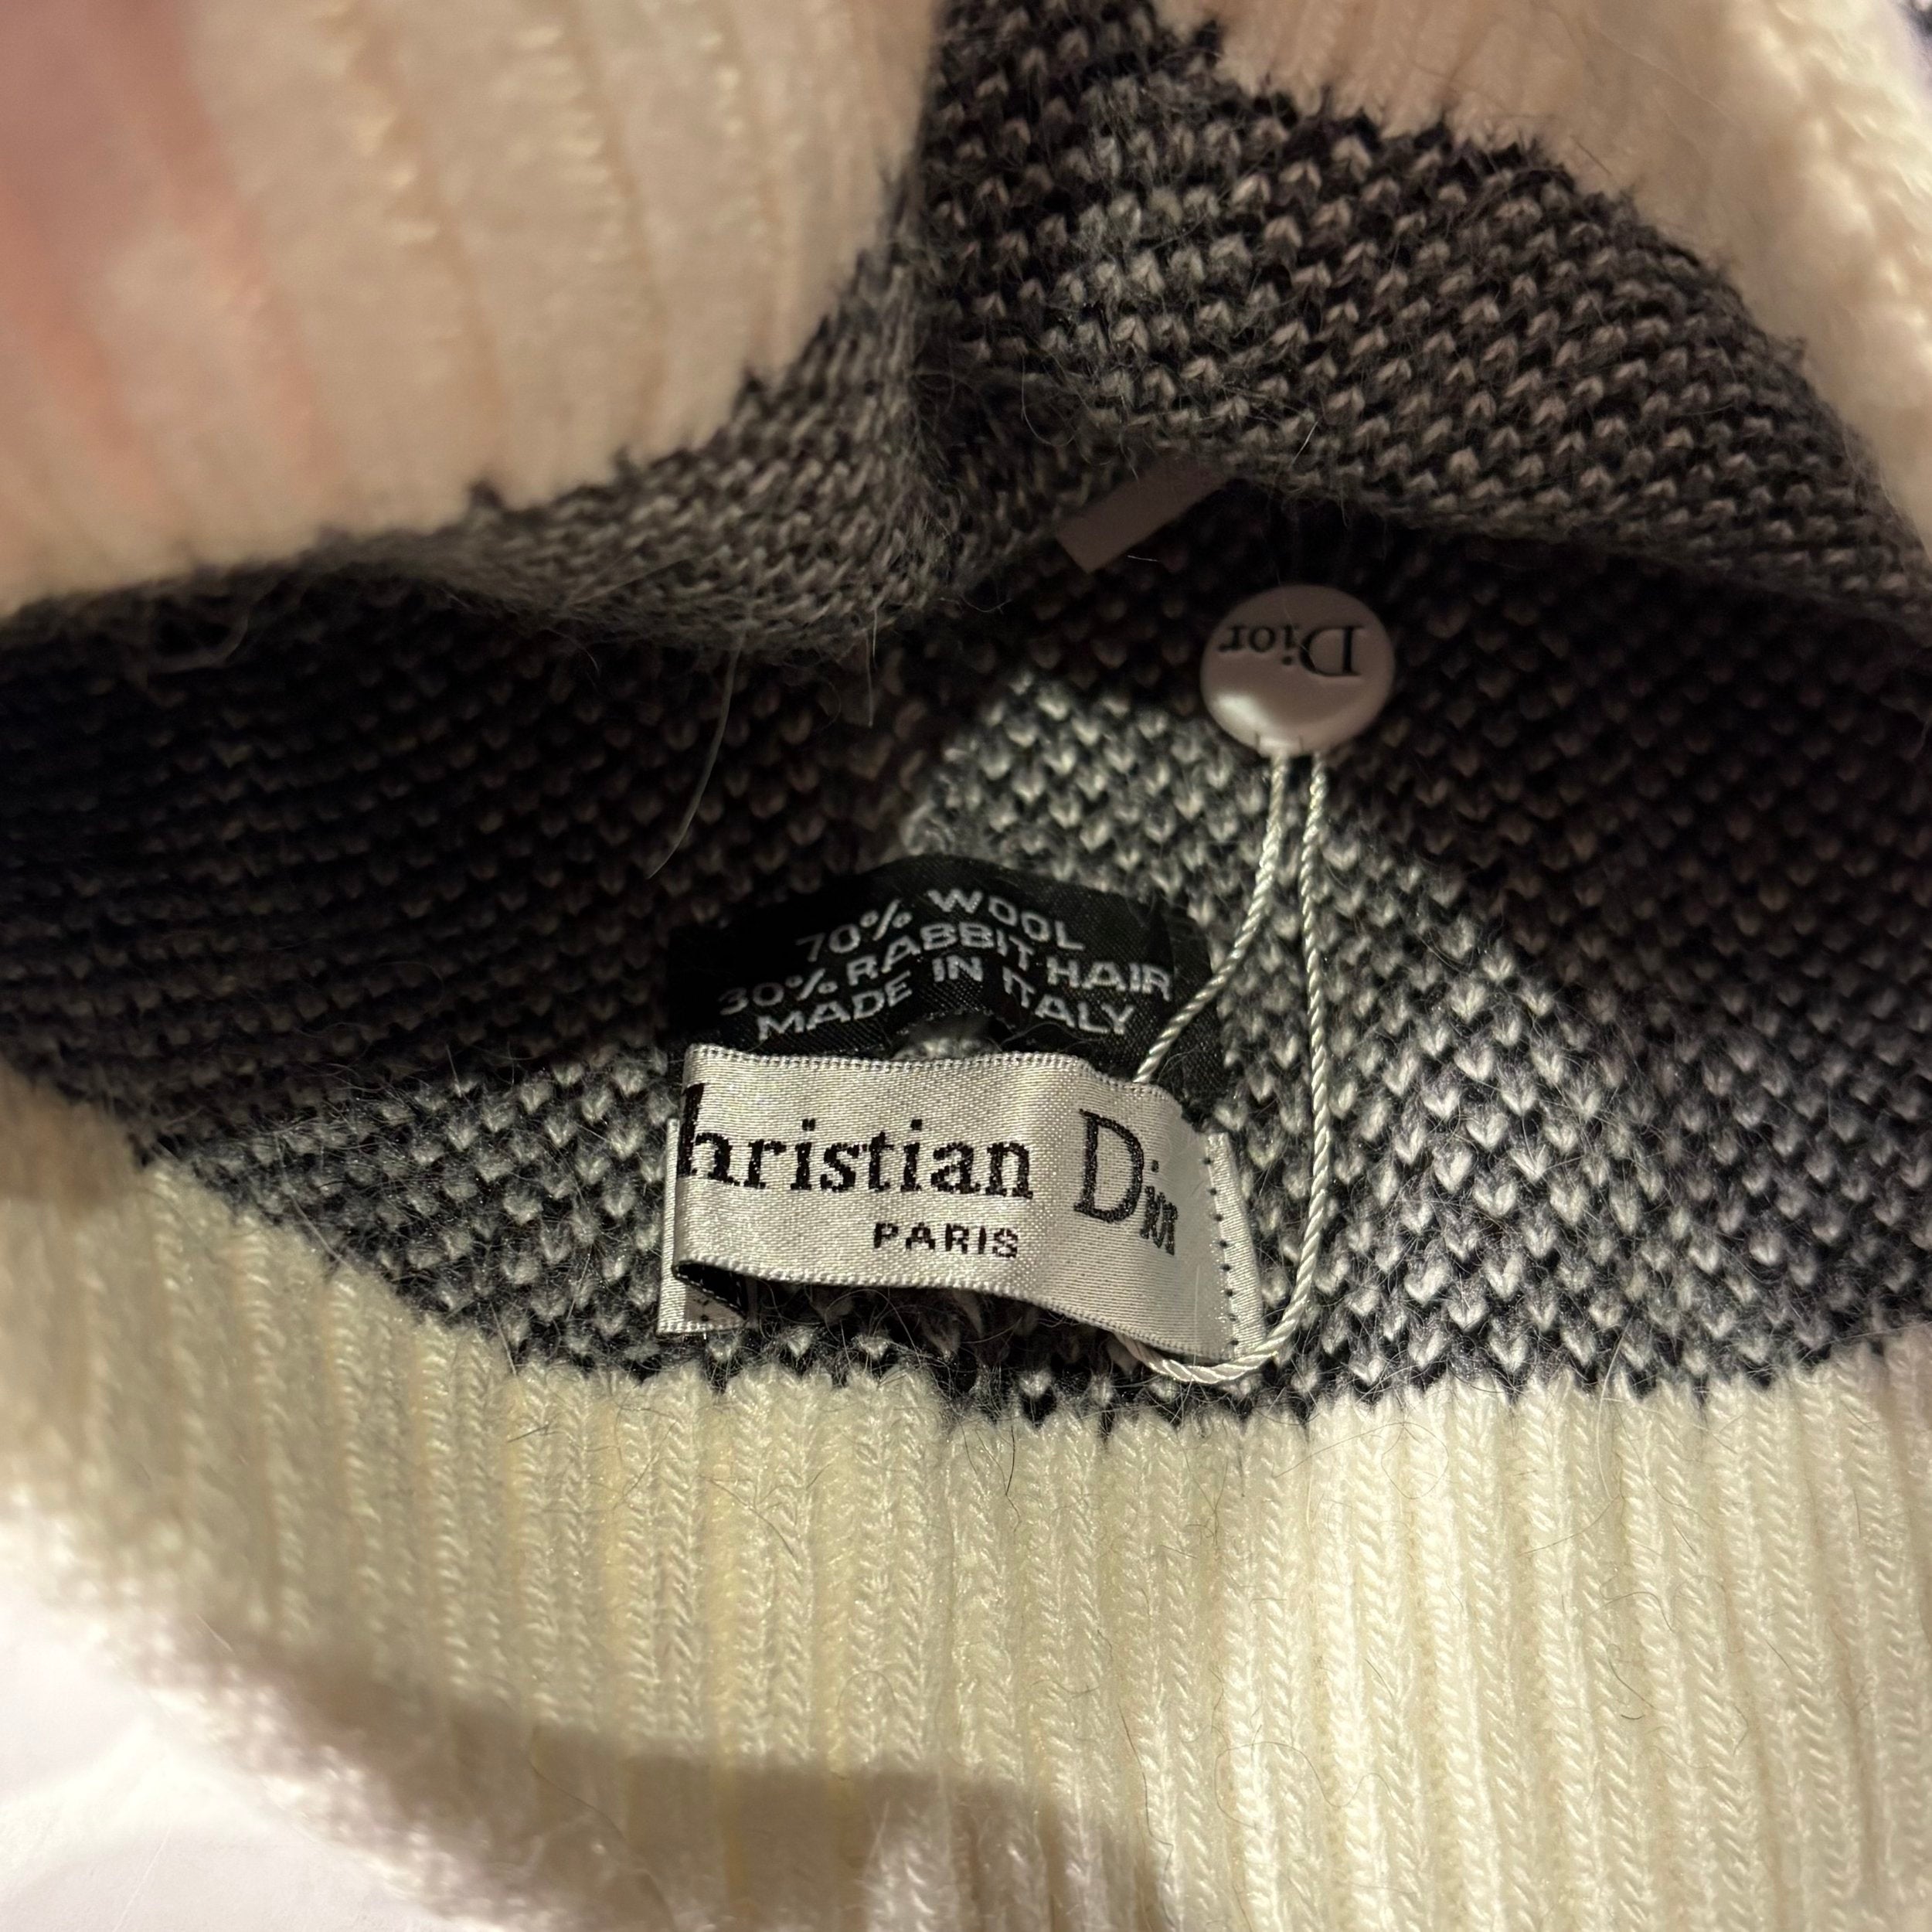 Dior
70% WOOL
30% RABBIT HAIR
MADE IN ITALY
hristian Dior
PARIS